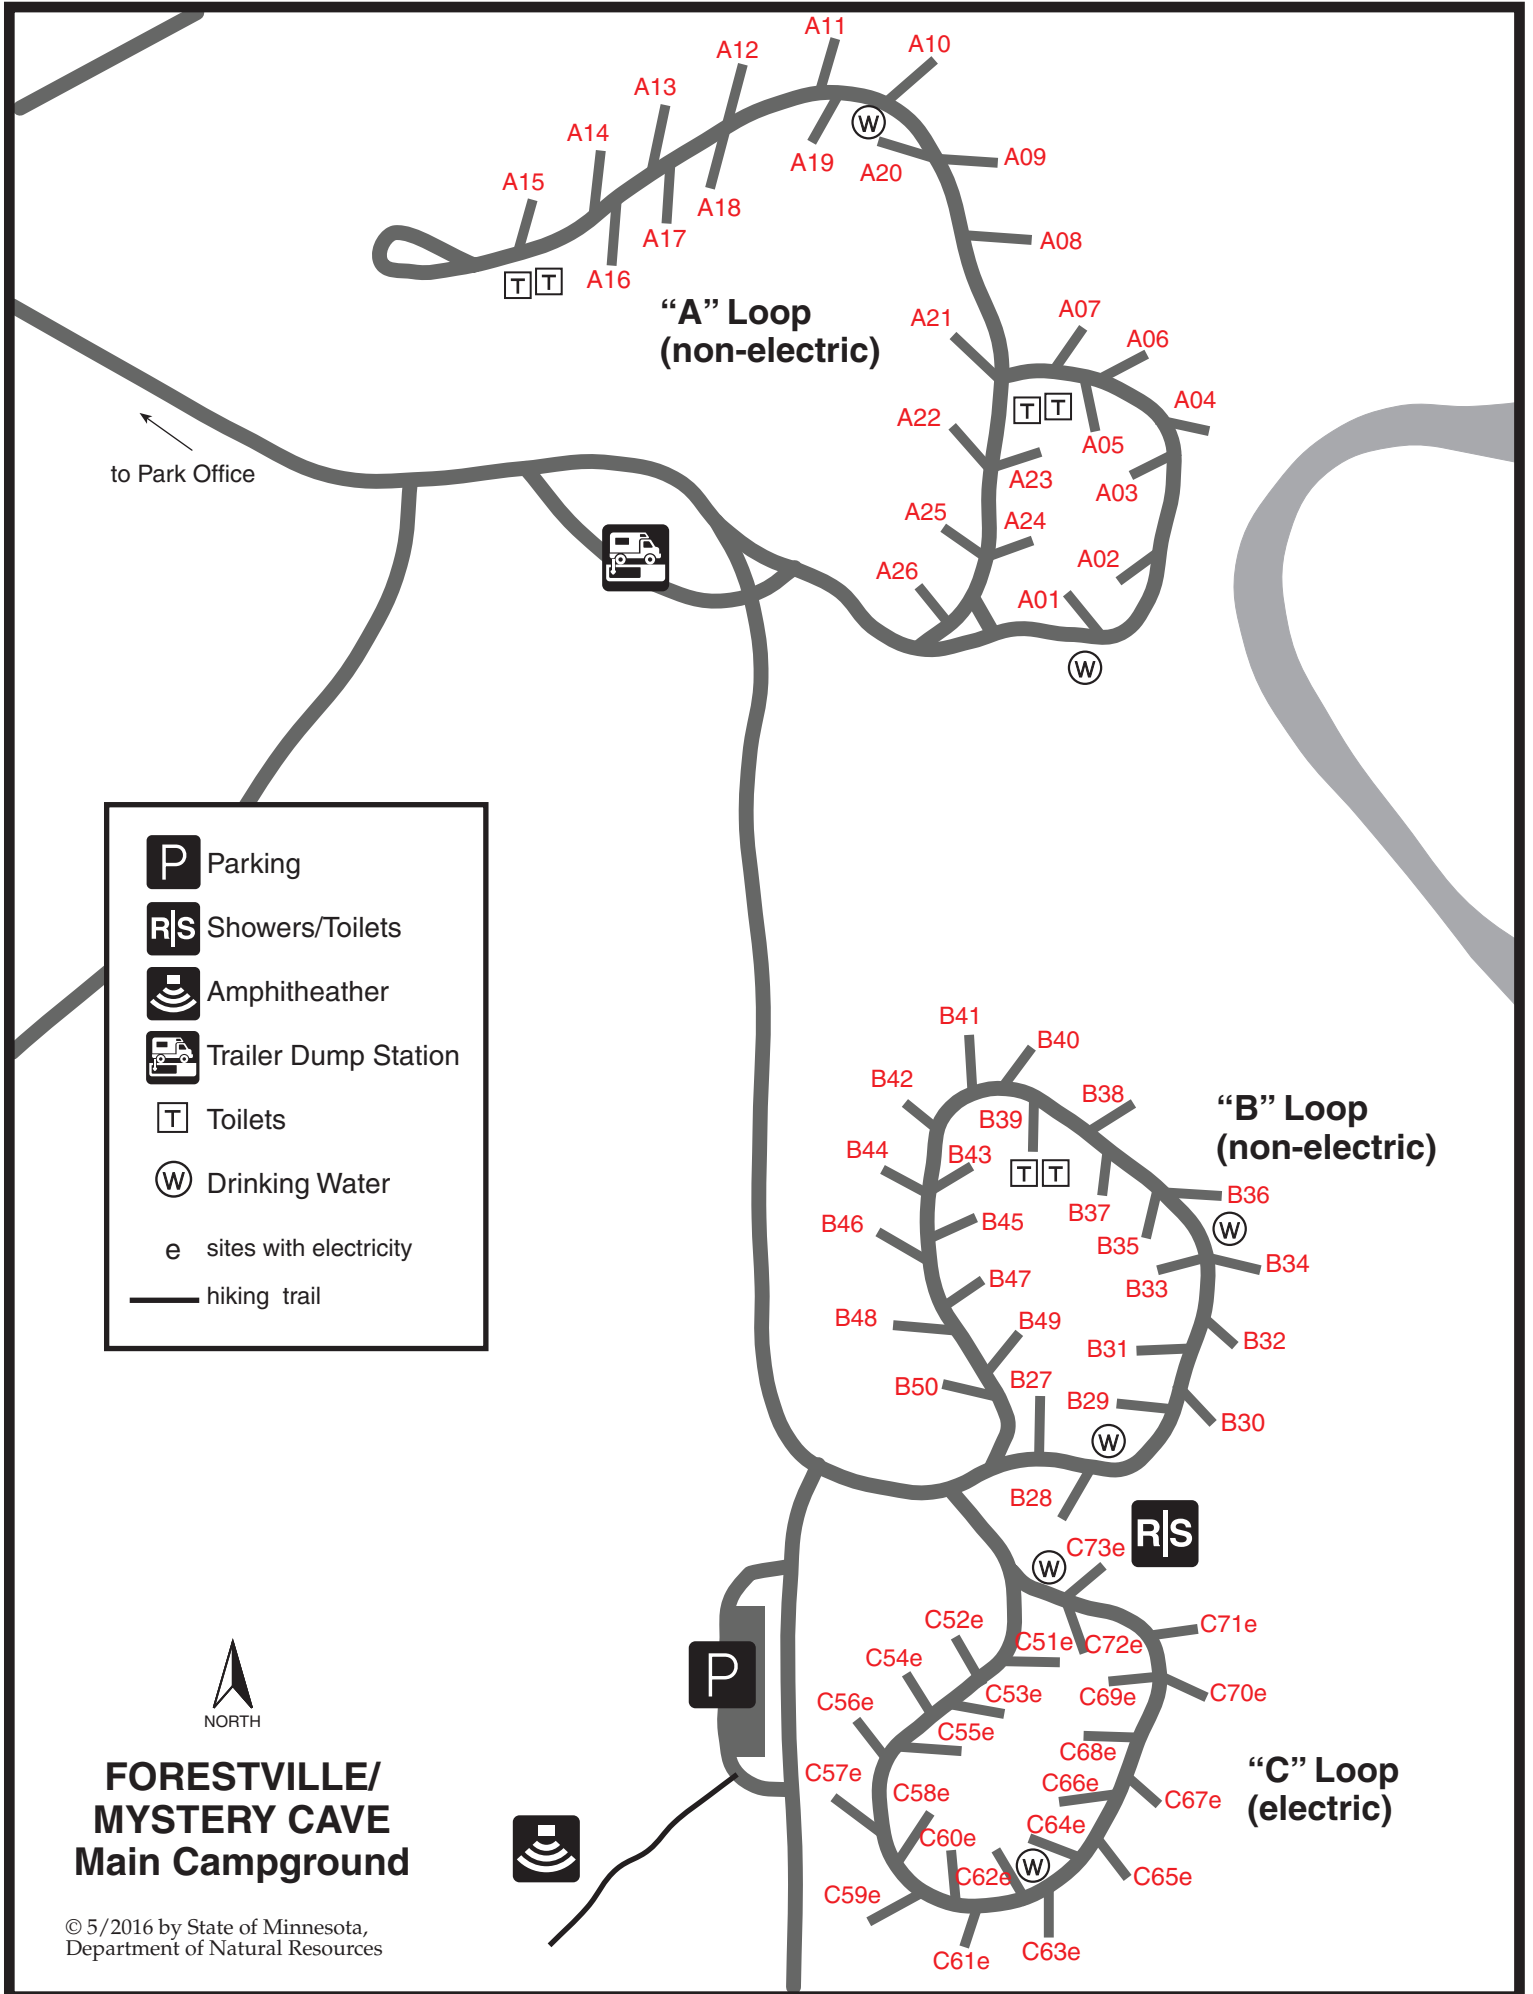 A11
A10
A12
A13
A14
W
A09
A19
A20
A15
A18
A08
A17
T T
A16
"A" Loop
(non-electric)
A21
A07
A06
A04
T T
A22
A05
to Park Office
A23
A03
A25
A24
A02
A26
A01
W
P Parking
R|S Showers/Toilets
Amphitheather
Trailer Dump Station
T Toilets
W Drinking Water
e sites with electricity
hiking trail
B41
B40
B42
B38
"B" Loop
(non-electric)
B39
B44
B43
T T
B36
B37
B46
B45
W
B35
B34
B47
B33
B48
B49
B32
B31
B50
B27
B29
B30
W
B28
R|S
C73e
W
C52e
C71e
C51e
C72e
C54e
P
C53e
C69e
C70e
C56e
C55e
C68e
C57e
C66e
"C" Loop
(electric)
C58e
C67e
C64e
C60e
W
C62e
C65e
C59e
C63e
C61e
NORTH
FORESTVILLE/
MYSTERY CAVE
Main Campground
© 5/2016 by State of Minnesota,
Department of Natural Resources